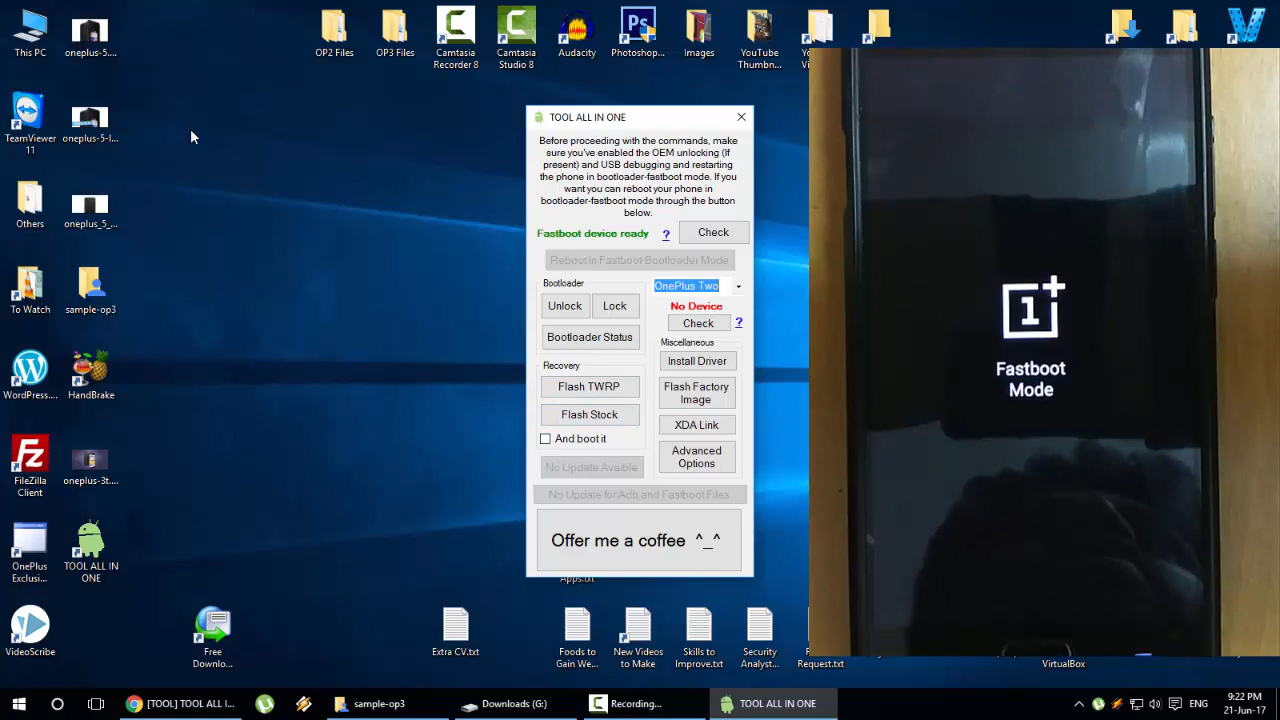 This PC
oneplus-5....
OP2 Files
OP3 Files
Camtasia
Recorder 8
Camtasia
Studio 8
Audacity
Ps
Photoshop...
Images
YouTube
Thumbn...
TeamViewer
11
oneplus-5-l...
Others
oneplus_5_...
To Watch
sample-op3
WordPress....
HandBrake
FileZilla
Client
oneplus-3t...
OnePlus
Exclusi...
TOOL ALL IN
ONE
VideoScribe
Free
Downlo...
Extra CV.txt
Apps.txt
Foods to
Gain We...
New Videos
to Make
Skills to
Improve.txt
Security
Analyst...
Request.txt
VirtualBox
TOOL ALL IN ONE
Before proceeding with the commands, make
sure you've enabled the OEM unlocking (If
present) and USB debugging and restarting
the phone in bootloader-fastboot mode. If you
want you can reboot your phone in
bootloader-fastboot mode through the button
below.
Fastboot device ready ? Check
Reboot in Fastboot-Bootloader Mode
Bootloader
OnePlus Two
Unlock Lock
No Device
Check ?
Bootloader Status
Miscellaneous
Install Driver
Recovery
Flash TWRP
Flash Factory
Image
Flash Stock
XDA Link
And boot it
Advanced
Options
No Update Avaible
No Update for Adb and Fastboot Files
Offer me a coffee ^_^
1+
Fastboot
Mode
[TOOL] TOOL ALL I...
sample-op3
Downloads (G:)
Recording...
TOOL ALL IN ONE
ENG
9:22 PM
21-Jun-17